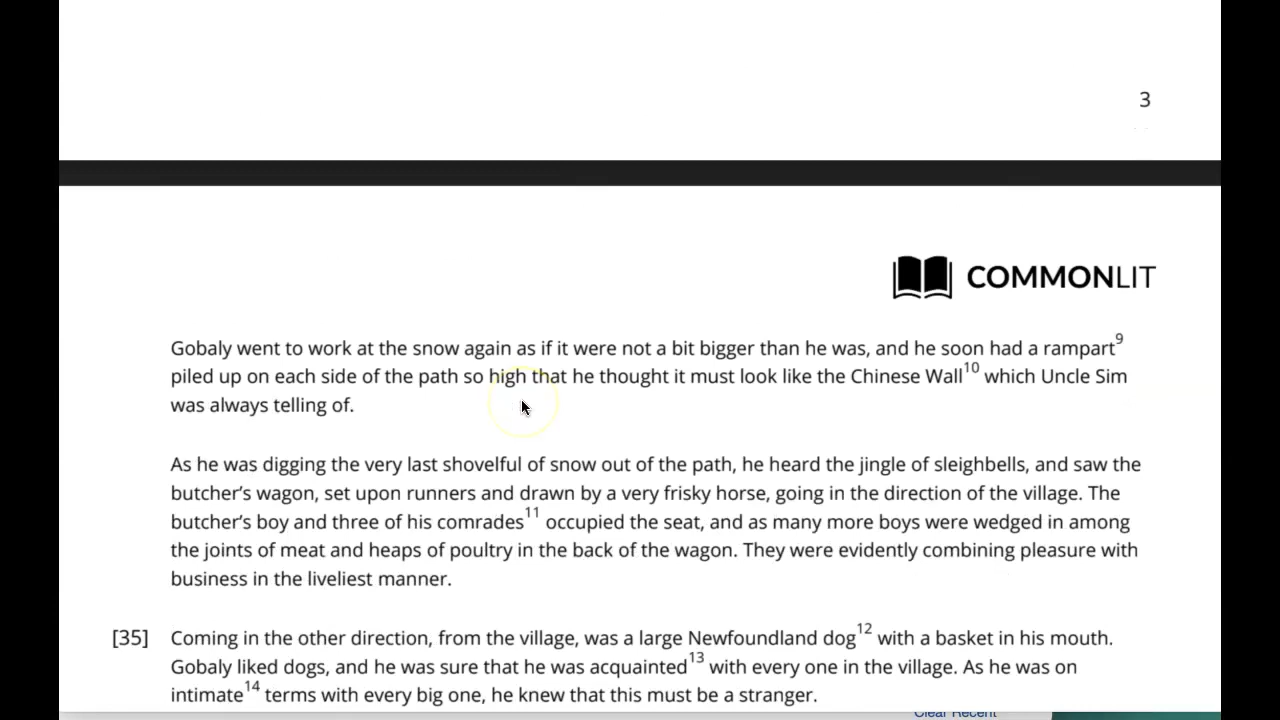 3
COMMONLIT
Gobaly went to work at the snow again as if it were not a bit bigger than he was, and he soon had a rampart9
piled up on each side of the path so high that he thought it must look like the Chinese Wall10 which Uncle Sim
was always telling of.
As he was digging the very last shovelful of snow out of the path, he heard the jingle of sleighbells, and saw the
butcher’s wagon, set upon runners and drawn by a very frisky horse, going in the direction of the village. The
butcher’s boy and three of his comrades11 occupied the seat, and as many more boys were wedged in among
the joints of meat and heaps of poultry in the back of the wagon. They were evidently combining pleasure with
business in the liveliest manner.
[35] Coming in the other direction, from the village, was a large Newfoundland dog12 with a basket in his mouth.
Gobaly liked dogs, and he was sure that he was acquainted13 with every one in the village. As he was on
intimate14 terms with every big one, he knew that this must be a stranger.
Clear Recent